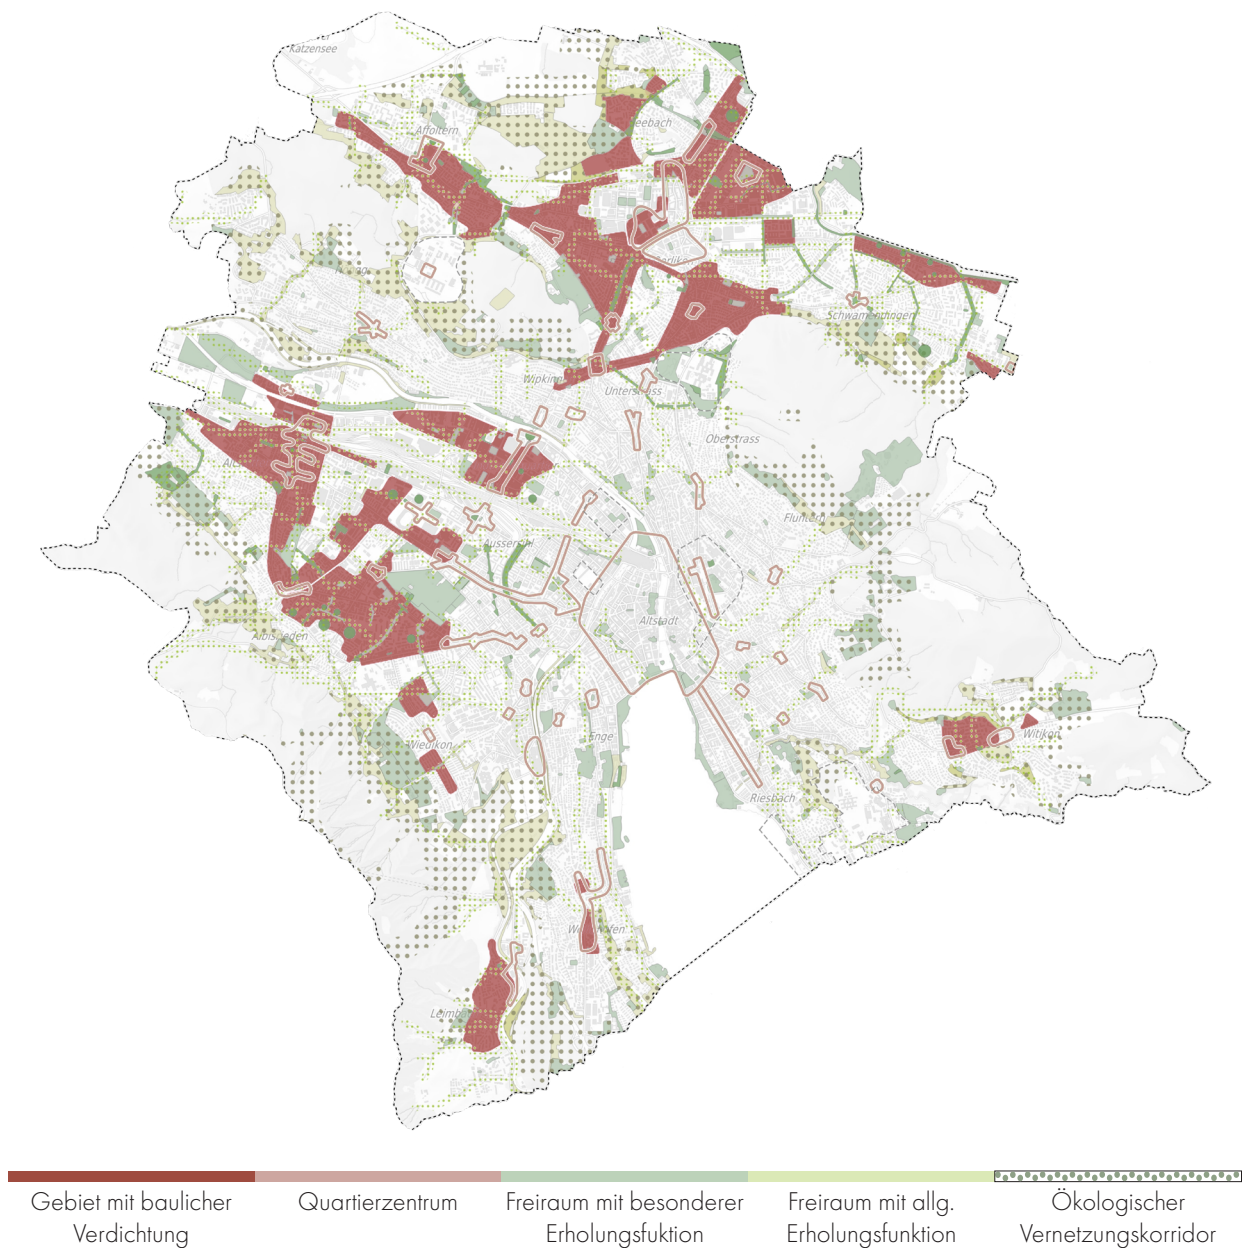 Katzensee
Affoltern
Seebach
Schwamendingen
Wipkingen
Unterstrass
Oberstrass
Fluntern
Aussersihl
Altstadt
Albisrieden
Wiedikon
Enge
Witikon
Riesbach
Gebiet mit baulicher
Verdichtung
Quartierzentrum
Freiraum mit besonderer
Erholungsfuktion
Freiraum mit allg.
Erholungsfunktion
Ökologischer
Vernetzungskorridor